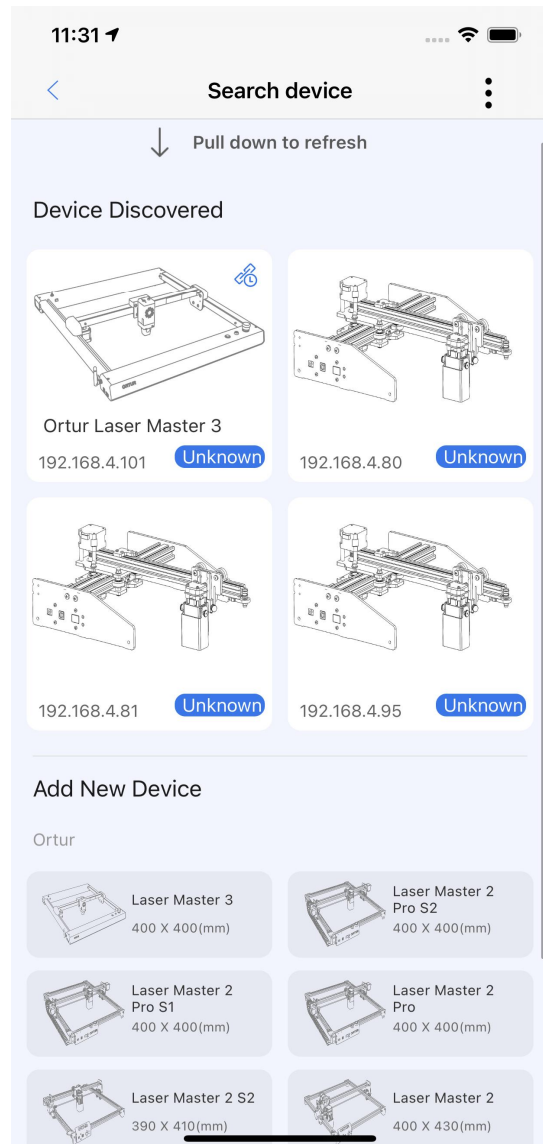 11:31
Search device
Pull down to refresh
Device Discovered
ORTUR
Ortur Laser Master 3
192.168.4.101
Unknown
192.168.4.80
Unknown
192.168.4.81
Unknown
192.168.4.95
Unknown
Add New Device
Ortur
Laser Master 3
400 X 400(mm)
Laser Master 2
Pro S2
400 X 400(mm)
Laser Master 2
Pro S1
400 X 400(mm)
Laser Master 2
Pro
400 X 400(mm)
Laser Master 2 S2
390 X 410(mm)
Laser Master 2
400 X 430(mm)